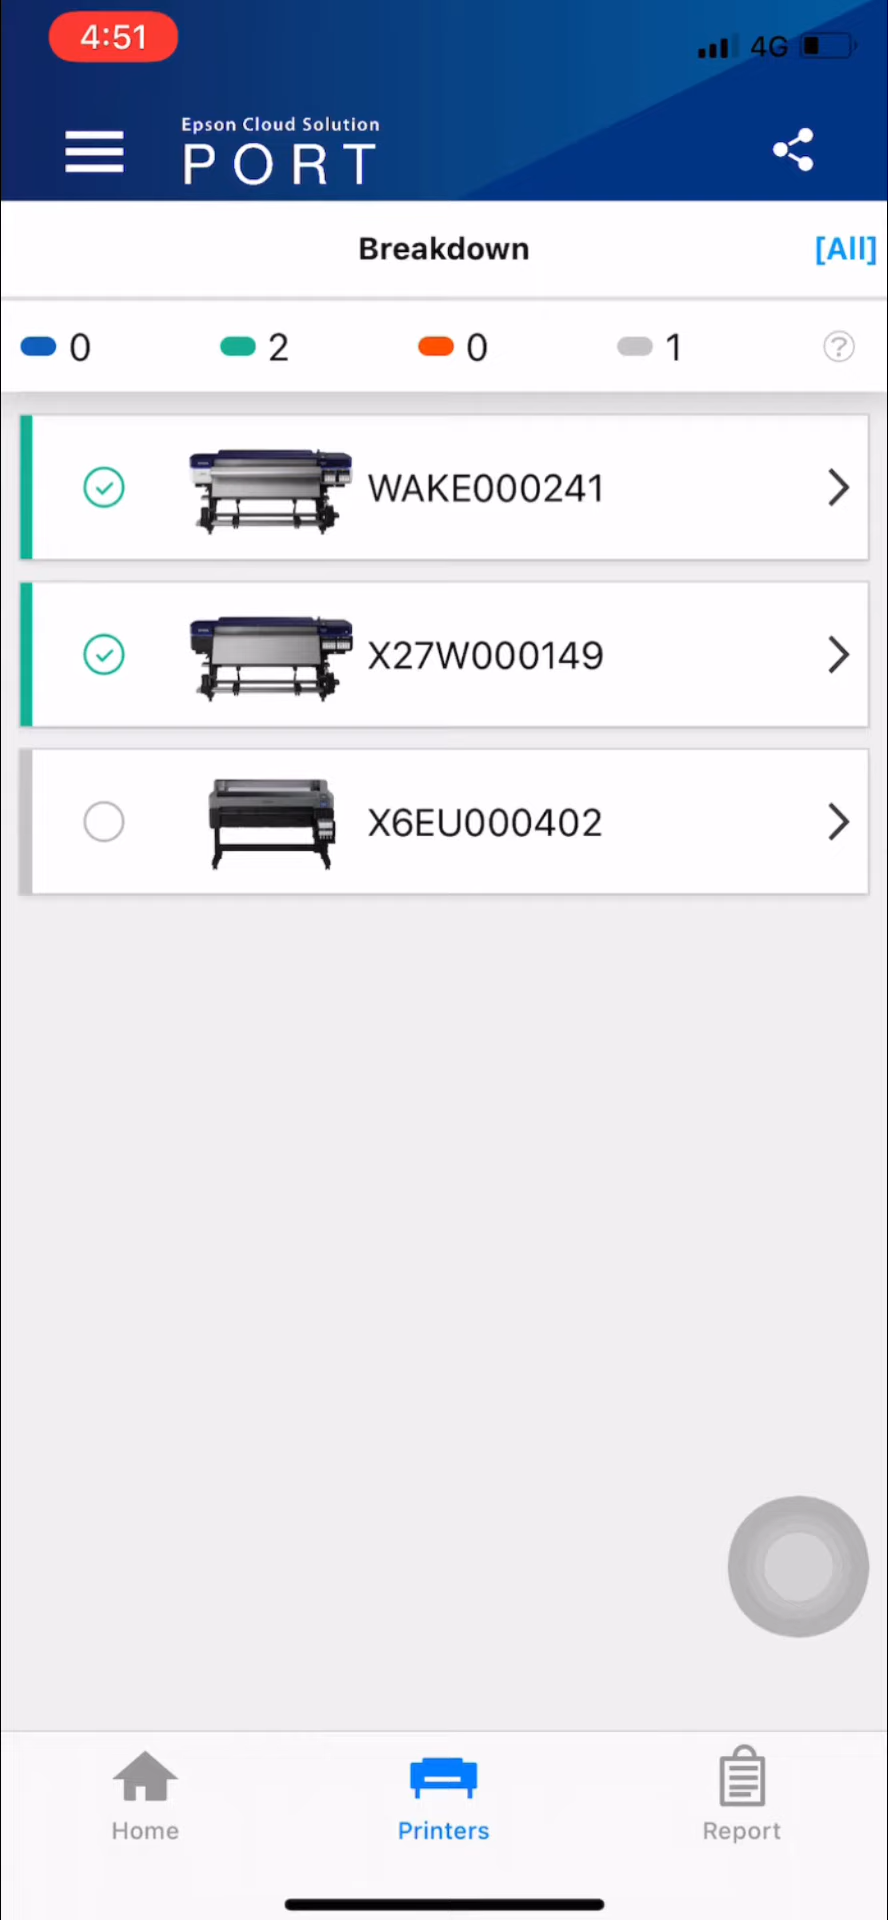 4:51
4G
Epson Cloud Solution
PORT
Breakdown
[All]
0
2
0
1
?
WAKE000241
X27W000149
X6EU000402
Home
Printers
Report